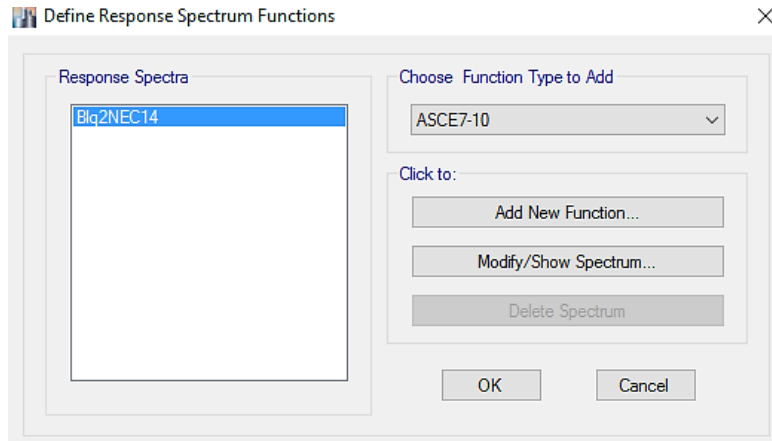 Define Response Spectrum Functions
Response Spectra
Blq2NEC14
Choose Function Type to Add
ASCE7-10
Click to:
Add New Function...
Modify/Show Spectrum...
Delete Spectrum
OK
Cancel